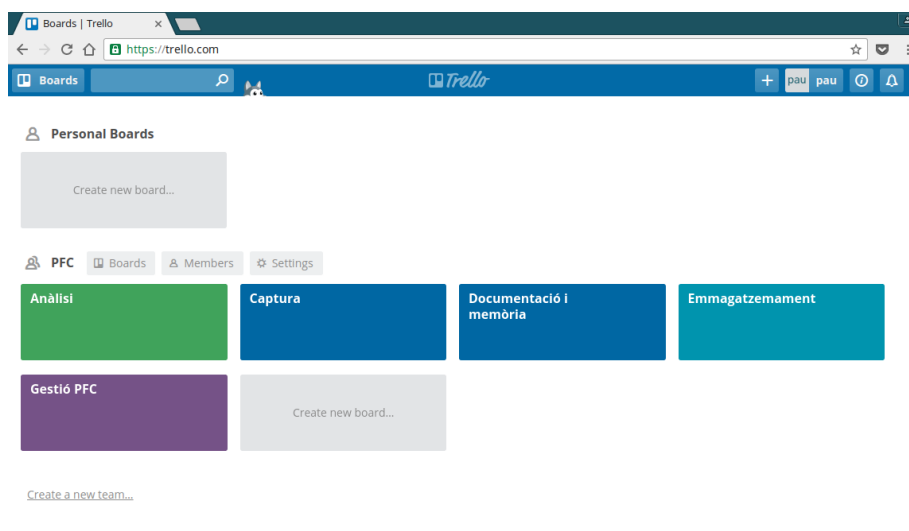 Boards | Trello
https://trello.com
Boards
Trello
pau pau
Personal Boards
Create new board...
PFC Boards Members Settings
Anàlisi
Captura
Documentació i
memòria
Emmagatzemament
Gestió PFC
Create new board...
Create a new team...